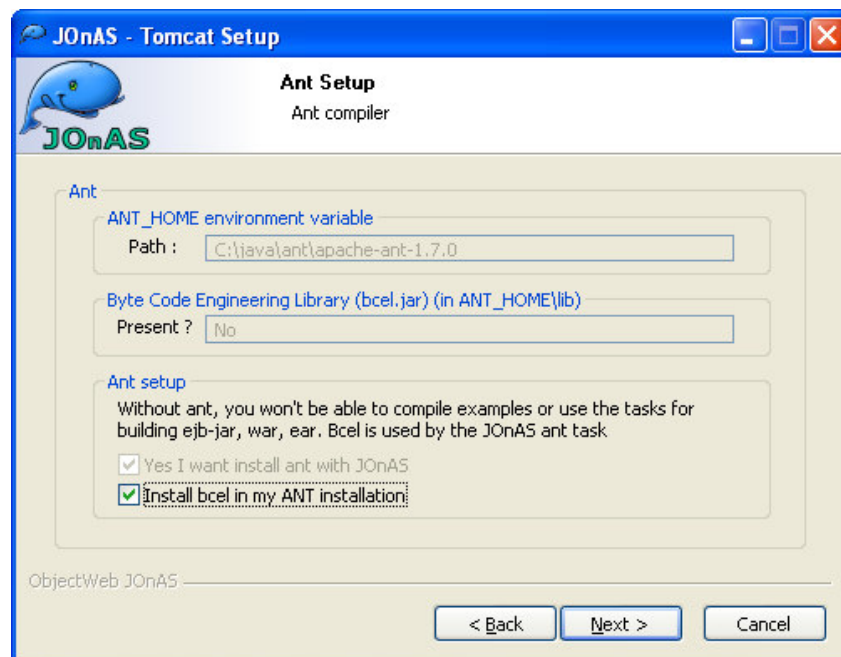 JOnAS - Tomcat Setup
JOnAS
Ant Setup
Ant compiler
Ant
ANT_HOME environment variable
Path : C:\java\ant\apache-ant-1.7.0
Byte Code Engineering Library (bcel.jar) (in ANT_HOME\lib)
Present ? No
Ant setup
Without ant, you won't be able to compile examples or use the tasks for
building ejb-jar, war, ear. Bcel is used by the JOnAS ant task
Yes I want install ant with JOnAS
Install bcel in my ANT installation
ObjectWeb JOnAS
< Back Next > Cancel